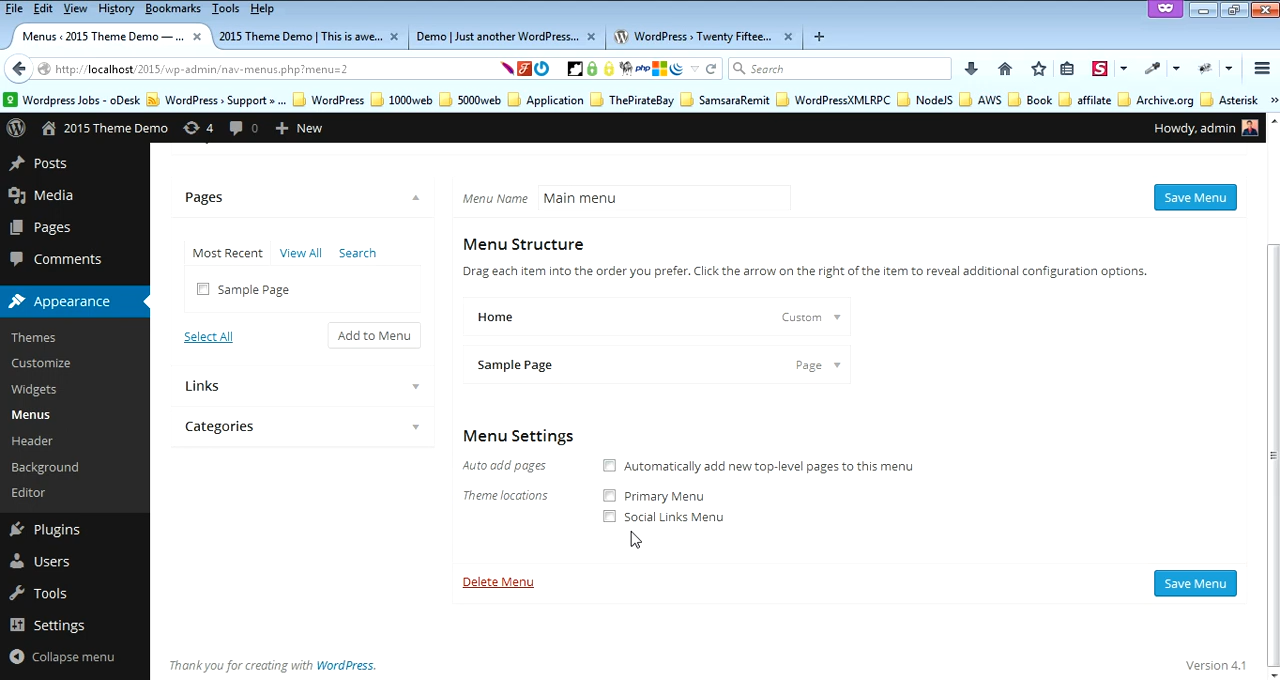 File Edit View History Bookmarks Tools Help
Menus ‹ 2015 Theme Demo — ... × 2015 Theme Demo | This is awe... × Demo | Just another WordPress... × WordPress › Twenty Fiftee... × +
http://localhost/2015/wp-admin/nav-menus.php?menu=2 php Search S
Wordpress Jobs - oDesk WordPress › Support » ... WordPress 1000web 5000web Application ThePirateBay SamsaraRemit WordPressXMLRPC NodeJS AWS Book affilate Archive.org Asterisk »
2015 Theme Demo 4 0 + New Howdy, admin
Posts
Media
Pages
Comments
Appearance
Themes
Customize
Widgets
Menus
Header
Background
Editor
Plugins
Users
Tools
Settings
Collapse menu
Pages
Most Recent View All Search
Sample Page
Select All Add to Menu
Links
Categories
Menu Name Main menu Save Menu
Menu Structure
Drag each item into the order you prefer. Click the arrow on the right of the item to reveal additional configuration options.
Home Custom
Sample Page Page
Menu Settings
Auto add pages Automatically add new top-level pages to this menu
Theme locations Primary Menu
Social Links Menu
Delete Menu Save Menu
Thank you for creating with WordPress. Version 4.1